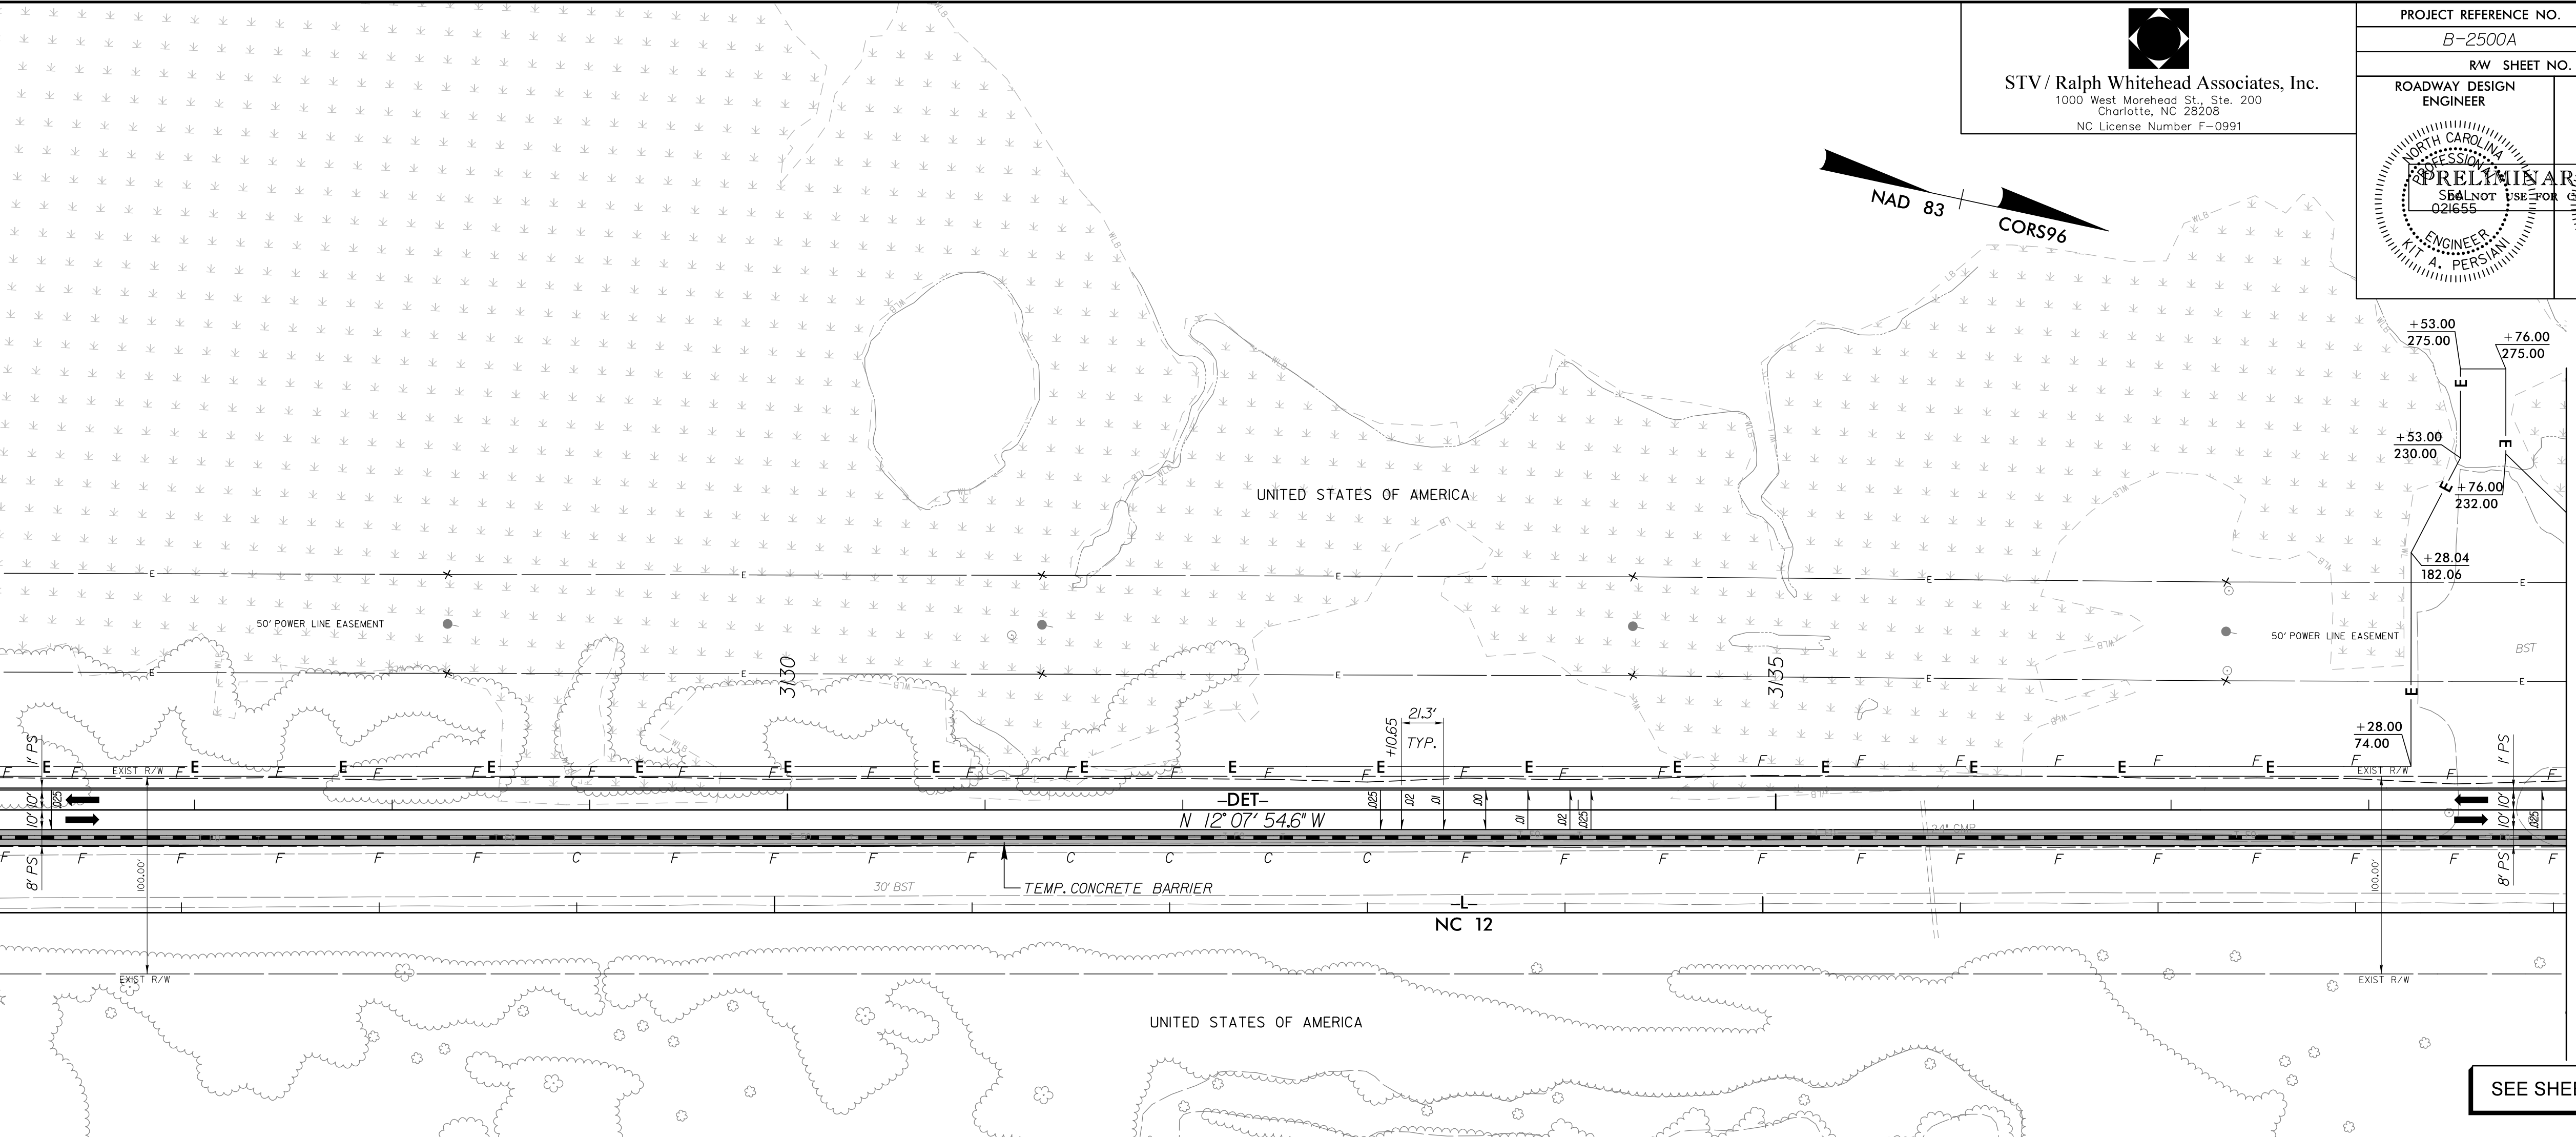 STV / Ralph Whitehead Associates, Inc.
1000 West Morehead St., Ste. 200
Charlotte, NC 28208
NC License Number F-0991
PROJECT REFERENCE NO.
B-2500A
R/W SHEET NO.
ROADWAY DESIGN
ENGINEER
NORTH CAROLINA
PROFESSIONAL
SEAL
021655
ENGINEER
KIT A. PERSIANI
PRELIMINAR
DO NOT USE FOR C
NAD 83
CORS96
+53.00
275.00
+76.00
275.00
+53.00
230.00
+76.00
232.00
+28.04
182.06
+28.00
74.00
UNITED STATES OF AMERICA
50' POWER LINE EASEMENT
50' POWER LINE EASEMENT
BST
3130
3135
+10.65
21.3'
TYP.
1' PS
10'
10'
8' PS
.025
EXIST R/W
100.00'
-DET-
N 12° 07' 54.6" W
.025
.02
.01
.00
.01
.02
.025
24" CMP
EXIST R/W
100.00'
1' PS
10'
10'
8' PS
.025
30' BST
TEMP. CONCRETE BARRIER
-L-
NC 12
EXIST R/W
EXIST R/W
UNITED STATES OF AMERICA
SEE SHEE